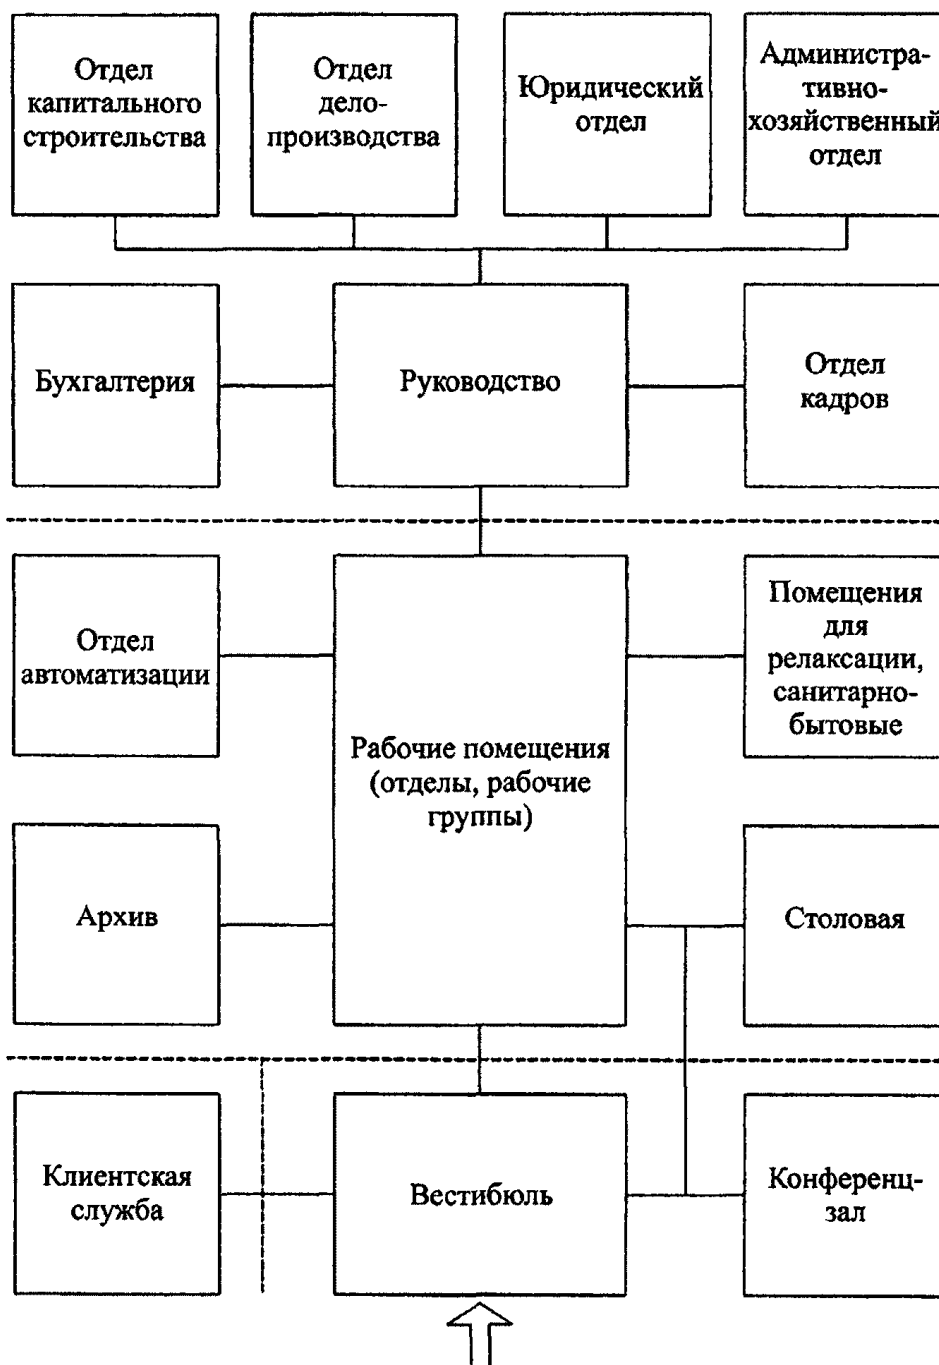 Отдел
капитального
строительства
Отдел
дело-
производства
Юридический
отдел
Администра-
тивно-
хозяйственный
отдел
Бухгалтерия
Руководство
Отдел
кадров
Отдел
автоматизации
Помещения
для
релаксации,
санитарно-
бытовые
Рабочие помещения
(отделы, рабочие
группы)
Архив
Столовая
Клиентская
служба
Вестибюль
Конференц-
зал